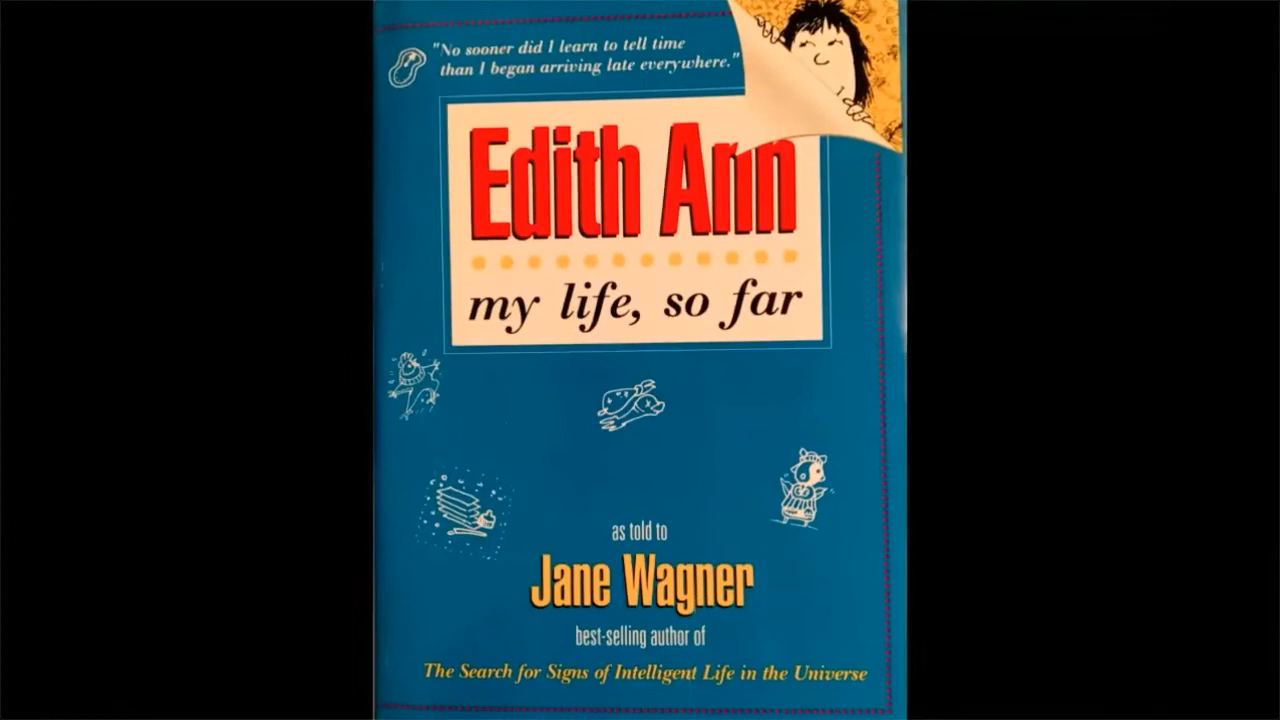 "No sooner did I learn to tell time
than I began arriving late everywhere."
Edith Ann
my life, so far
as told to
Jane Wagner
best-selling author of
The Search for Signs of Intelligent Life in the Universe